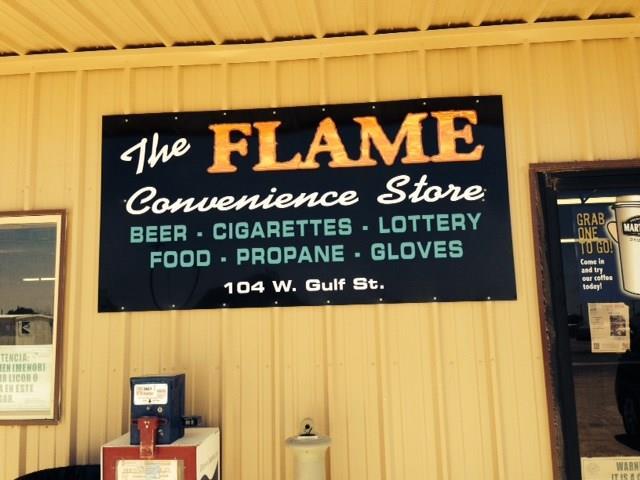 The FLAME
Convenience Store
BEER - CIGARETTES - LOTTERY
FOOD - PROPANE - GLOVES
104 W. Gulf St.
GRAB
ONE
TO GO!
Come in
and try
our coffee
today!